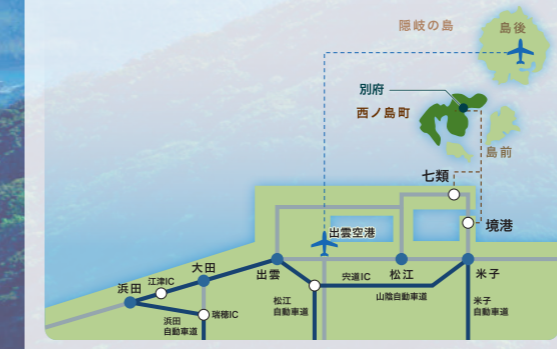 隠岐の島
島後
別府
西ノ島町
島前
七類
境港
出雲空港
浜田
江津IC
大田
出雲
宍道IC
松江
米子
山陰自動車道
浜田
自動車道
瑞穂IC
松江
自動車道
米子
自動車道